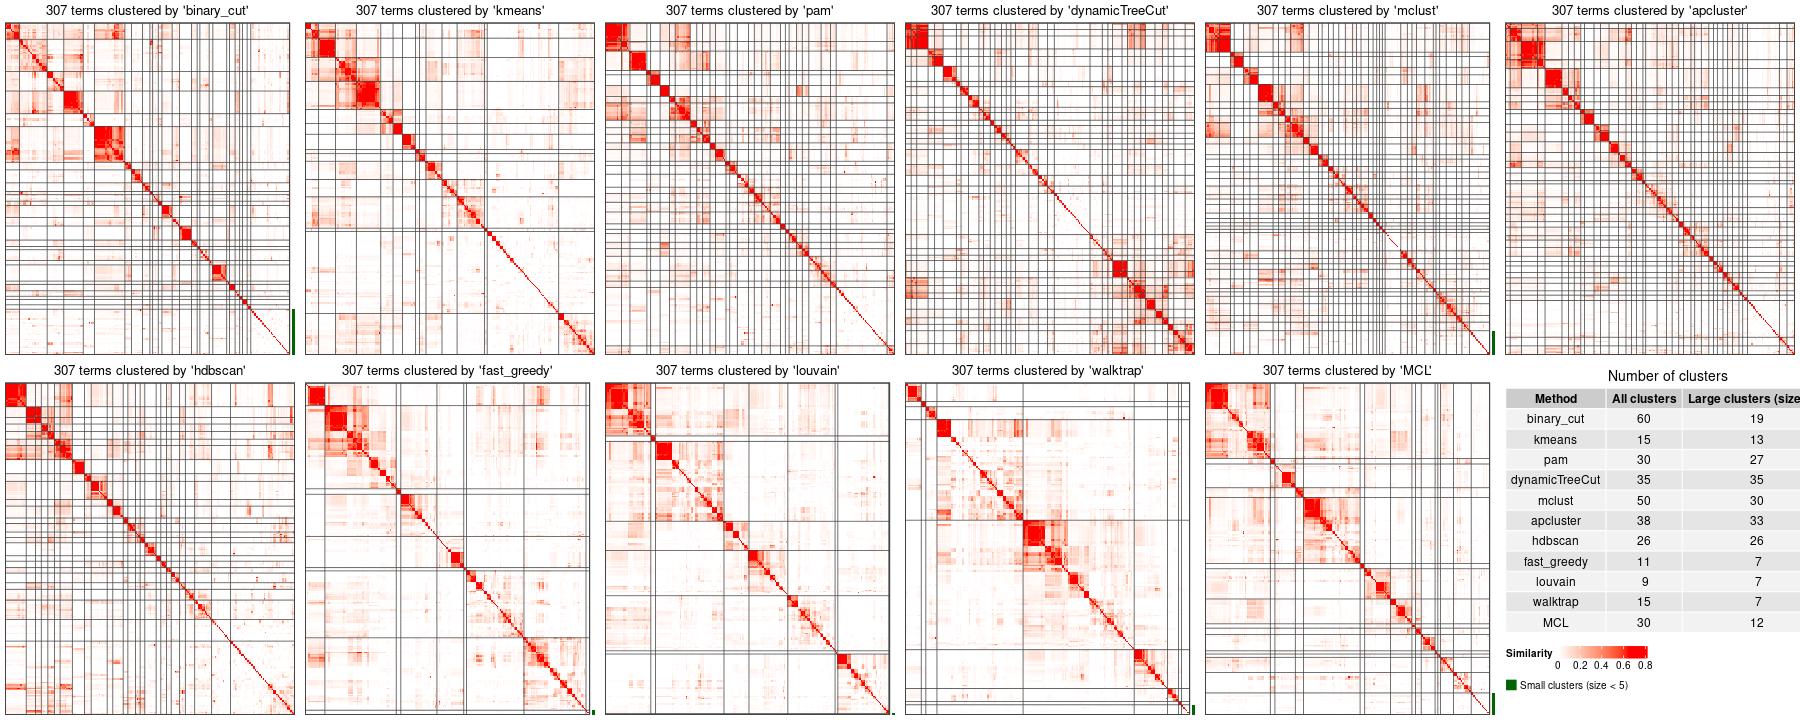 307 terms clustered by 'binary_cut'
307 terms clustered by 'kmeans'
307 terms clustered by 'pam'
307 terms clustered by 'dynamicTreeCut'
307 terms clustered by 'mclust'
307 terms clustered by 'apcluster'
307 terms clustered by 'hdbscan'
307 terms clustered by 'fast_greedy'
307 terms clustered by 'louvain'
307 terms clustered by 'walktrap'
307 terms clustered by 'MCL'
Number of clusters
Method All clusters Large clusters (size
binary_cut 60 19
kmeans 15 13
pam 30 27
dynamicTreeCut 35 35
mclust 50 30
apcluster 38 33
hdbscan 26 26
fast_greedy 11 7
louvain 9 7
walktrap 15 7
MCL 30 12
Similarity
0 0.2 0.4 0.6 0.8
Small clusters (size < 5)